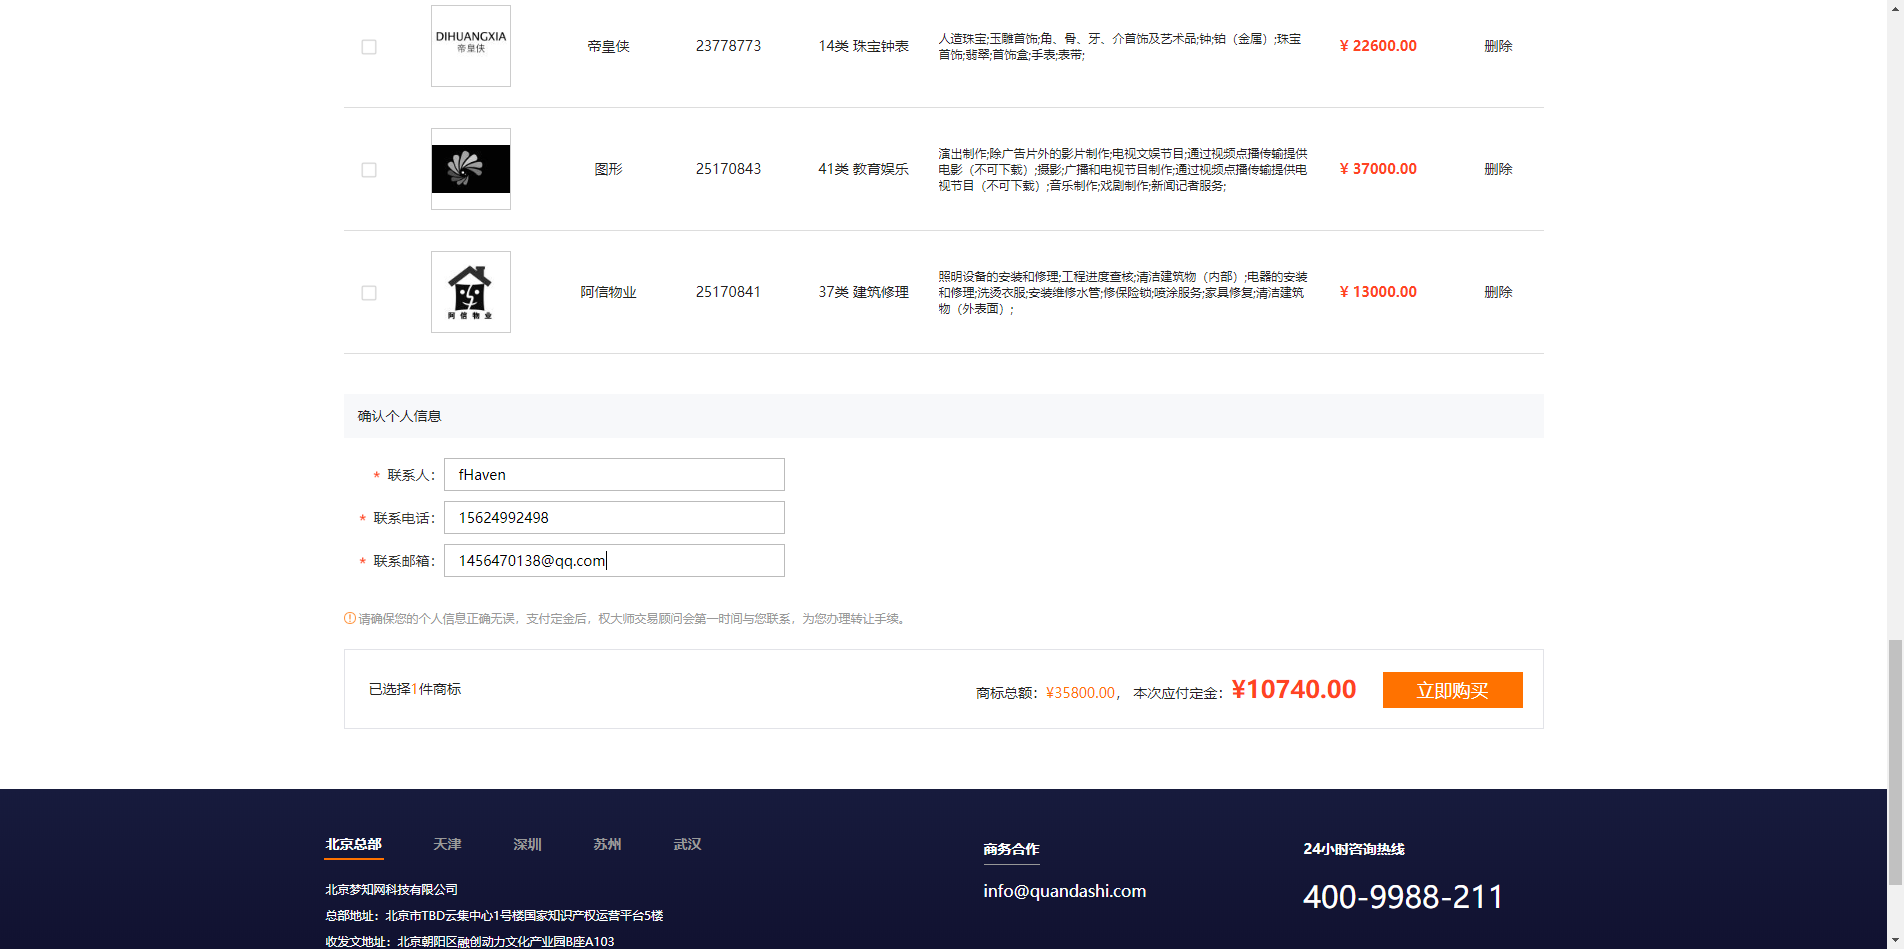 DIHUANGXIA
帝皇侠
帝皇侠
23778773
14类 珠宝钟表
人造珠宝;玉雕首饰;角、骨、牙、介首饰及艺术品;钟;铂（金属）;珠宝
首饰;翡翠;首饰盒;手表;表带;
¥ 22600.00
删除
图形
25170843
41类 教育娱乐
演出制作;除广告片外的影片制作;电视文娱节目;通过视频点播传输提供
电影（不可下载）;摄影;广播和电视节目制作;通过视频点播传输提供电
视节目（不可下载）;音乐制作;戏剧制作;新闻记者服务;
¥ 37000.00
删除
阿信物业
阿信物业
25170841
37类 建筑修理
照明设备的安装和修理;工程进度查核;清洁建筑物（内部）;电器的安装
和修理;洗烫衣服;安装维修水管;修保险锁;喷涂服务;家具修复;清洁建筑
物（外表面）;
¥ 13000.00
删除
确认个人信息
* 联系人： fHaven
* 联系电话： 15624992498
* 联系邮箱： 1456470138@qq.com
请确保您的个人信息正确无误，支付定金后，权大师交易顾问会第一时间与您联系，为您办理转让手续。
已选择1件商标
商标总额：¥35800.00， 本次应付定金：¥10740.00
立即购买
北京总部 天津 深圳 苏州 武汉
北京梦知网科技有限公司
总部地址：北京市TBD云集中心1号楼国家知识产权运营平台5楼
收发文地址：北京朝阳区融创动力文化产业园B座A103
商务合作
info@quandashi.com
24小时咨询热线
400-9988-211